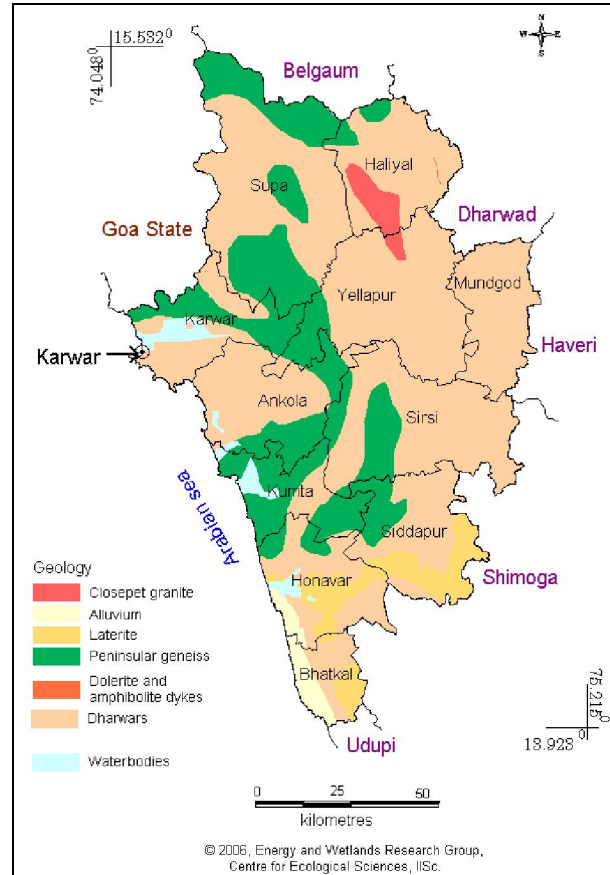 15.532⁰
74.048⁰
N
W E
S
Belgaum
Haliyal
Supa
Goa State
Dharwad
Mundgod
Yellapur
Karwar
Karwar
Haveri
Ankola
Sirsi
Arabian sea
Kumta
Siddapur
Geology
Closepet granite
Alluvium
Laterite
Peninsular geneiss
Dolerite and
amphibolite dykes
Dharwars
Waterbodies
Honavar
Shimoga
Bhatkal
75.215⁰
13.923⁰
Udupi
0 25 50
kilometres
© 2006, Energy and Wetlands Research Group,
Centre for Ecological Sciences, IISc.